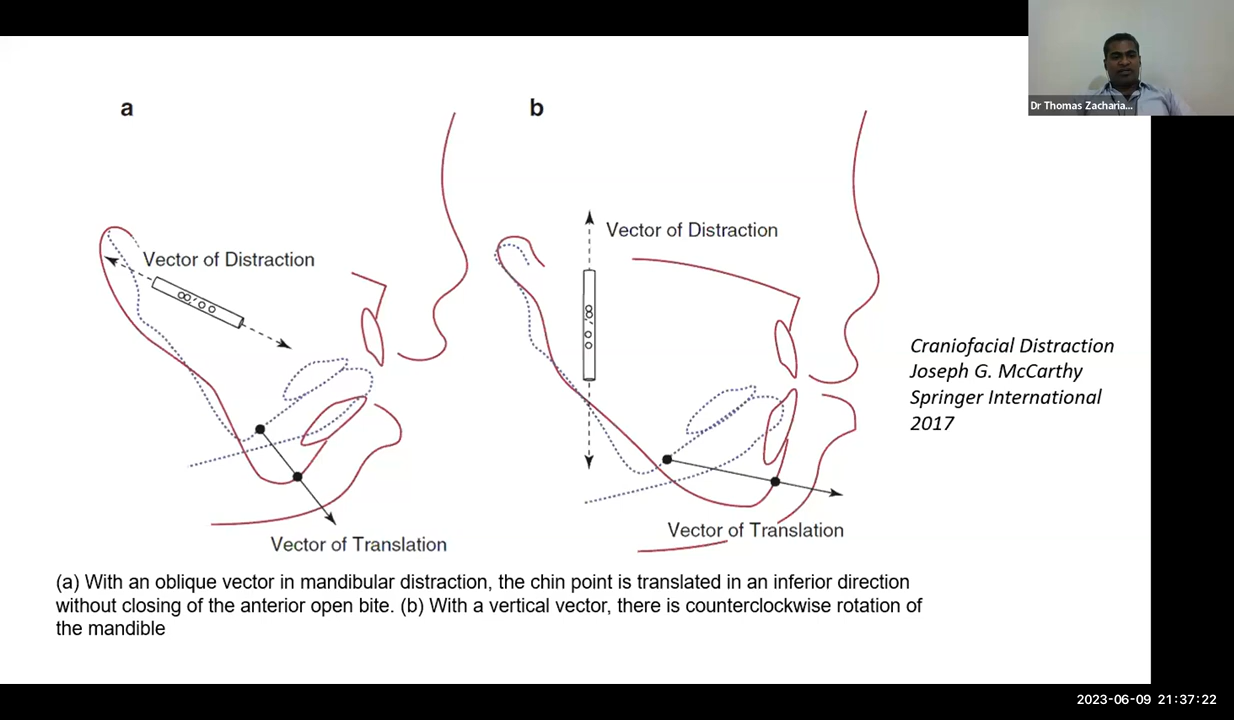 a
b
Dr Thomas Zacharia...
Vector of Distraction
Vector of Distraction
Craniofacial Distraction
Joseph G. McCarthy
Springer International
2017
Vector of Translation
Vector of Translation
(a) With an oblique vector in mandibular distraction, the chin point is translated in an inferior direction
without closing of the anterior open bite. (b) With a vertical vector, there is counterclockwise rotation of
the mandible
2023-06-09 21:37:22